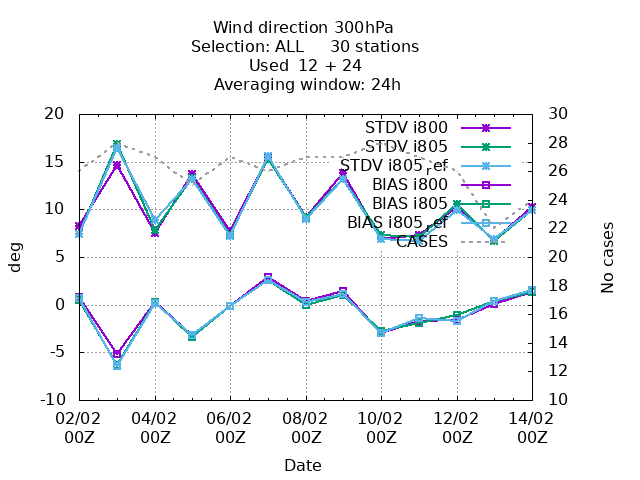 Wind direction 300hPa
Selection: ALL 30 stations
Used 12 + 24
Averaging window: 24h
20
15
10
5
0
-5
-10
deg
30
28
26
24
22
20
18
16
14
12
10
No cases
STDV i800
STDV i805
STDV i805ref
BIAS i800
BIAS i805
BIAS i805ref
CASES
02/02 04/02 06/02 08/02 10/02 12/02 14/02
00Z 00Z 00Z 00Z 00Z 00Z 00Z
Date